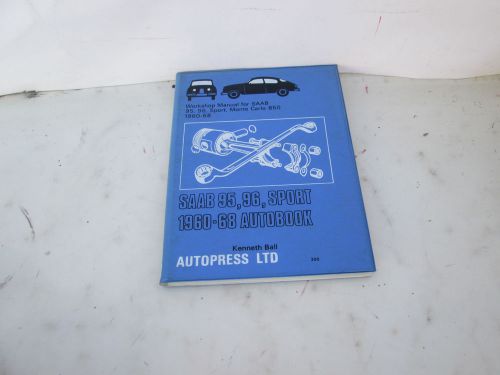 Workshop Manual for SAAB
95, 96, Sport, Monte Carlo 850
1960-68
SAAB 95, 96, SPORT
1960-68 AUTOBOOK
Kenneth Ball
AUTOPRESS LTD